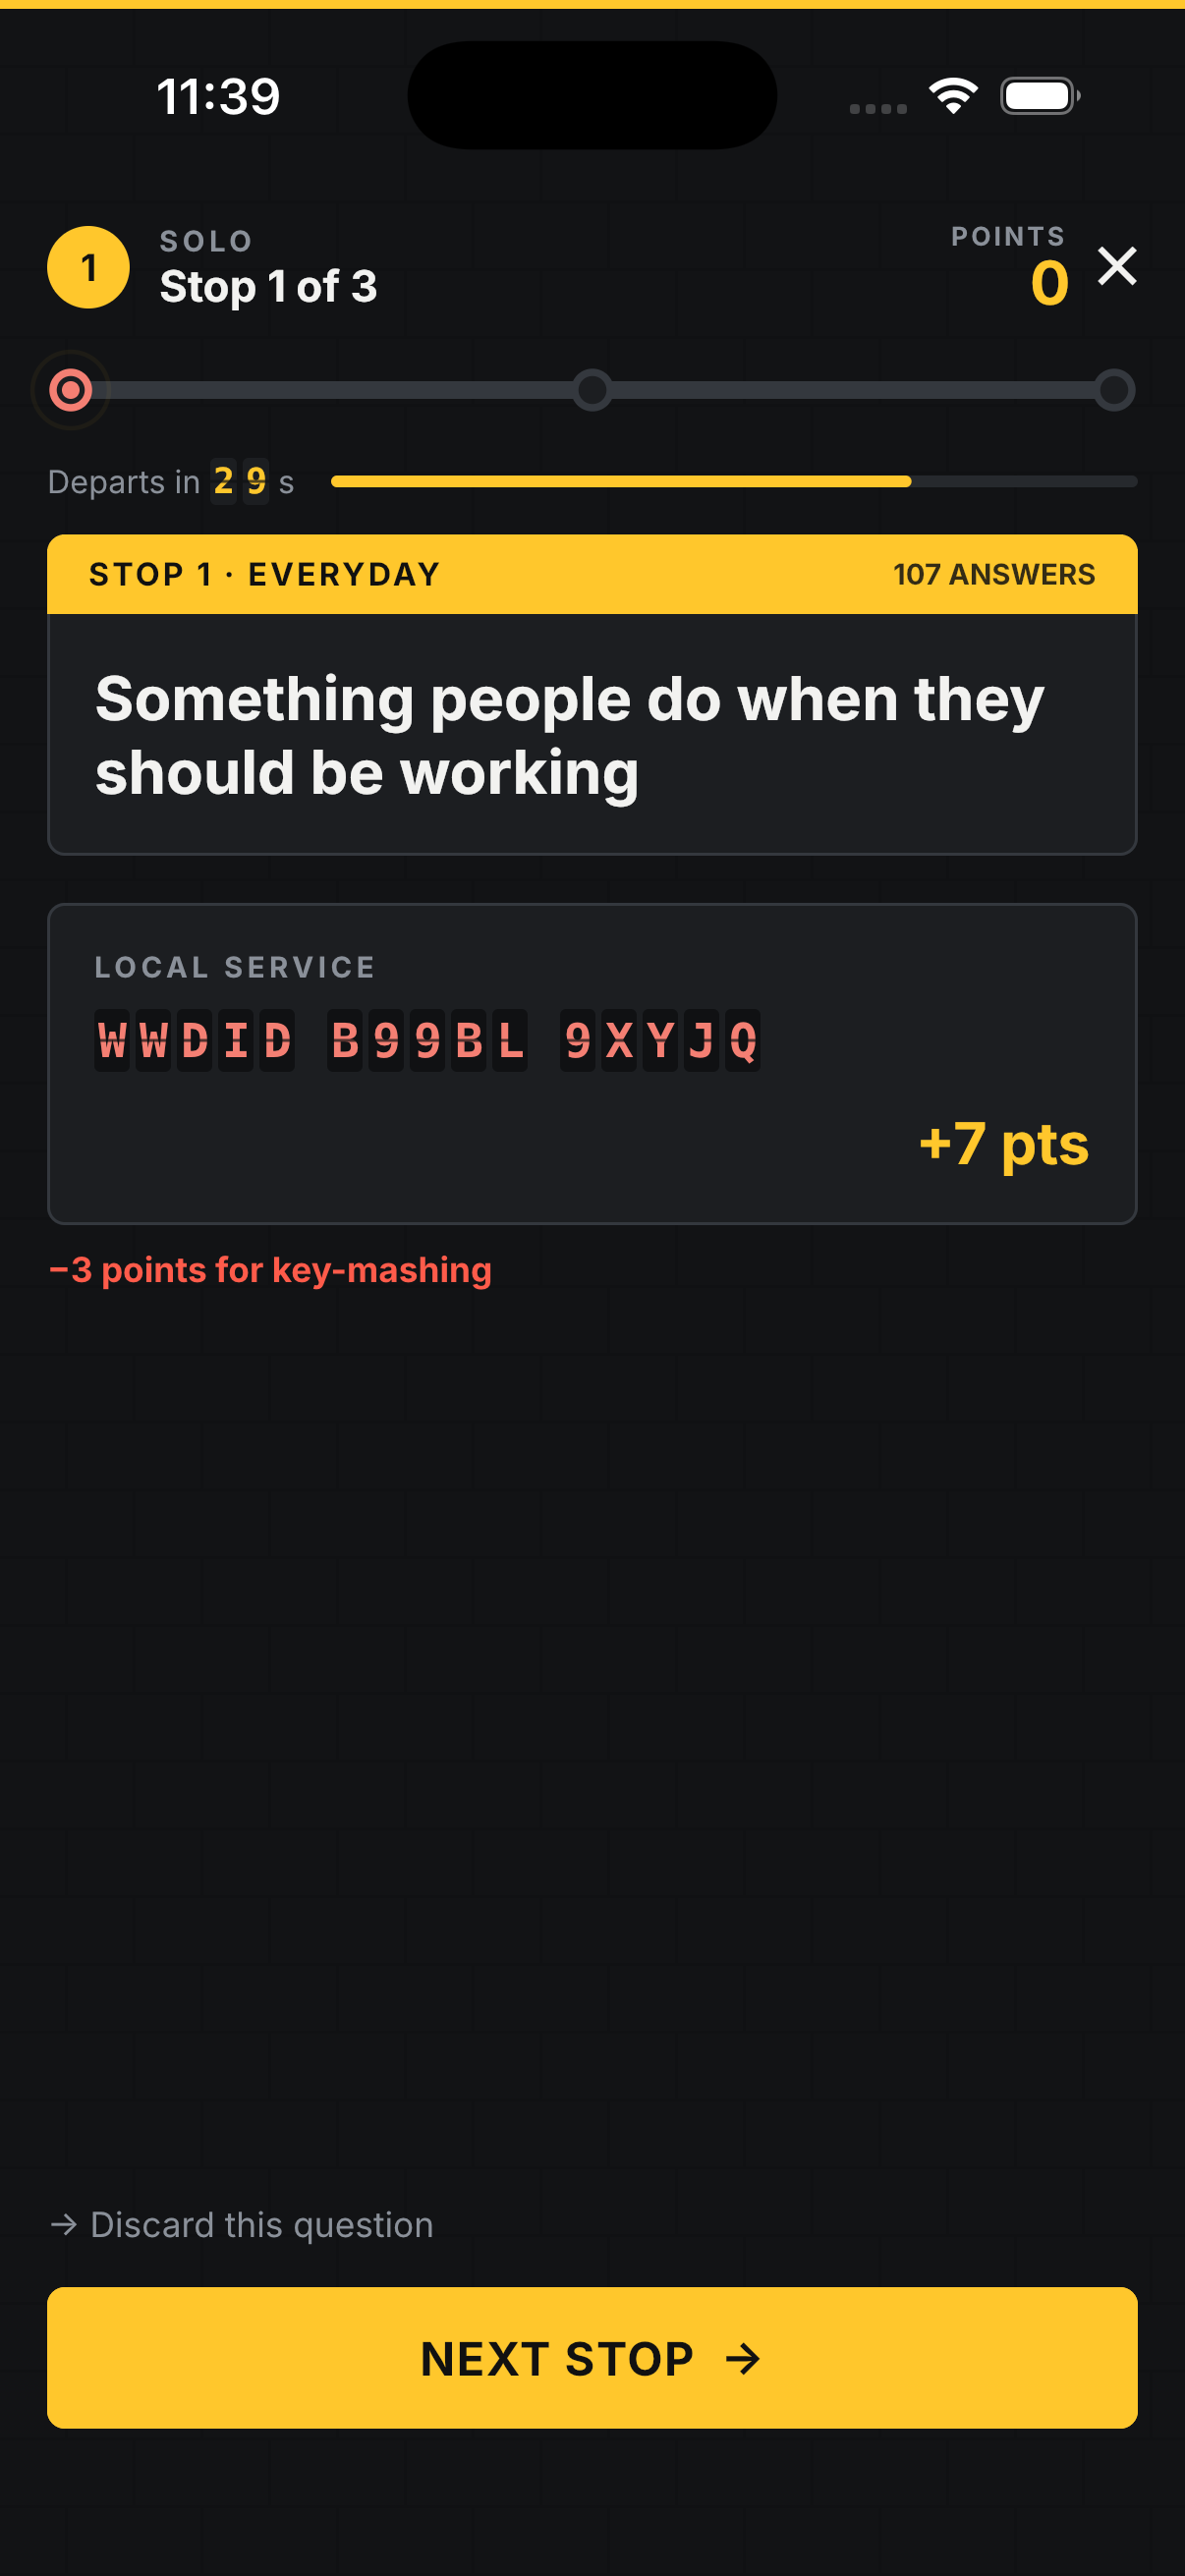 11:39
1
SOLO
Stop 1 of 3
POINTS
0
Departs in 29 s
STOP 1 · EVERYDAY
107 ANSWERS
Something people do when they
should be working
LOCAL SERVICE
WWDID B99BL 9XYJQ
+7 pts
−3 points for key-mashing
→ Discard this question
NEXT STOP →